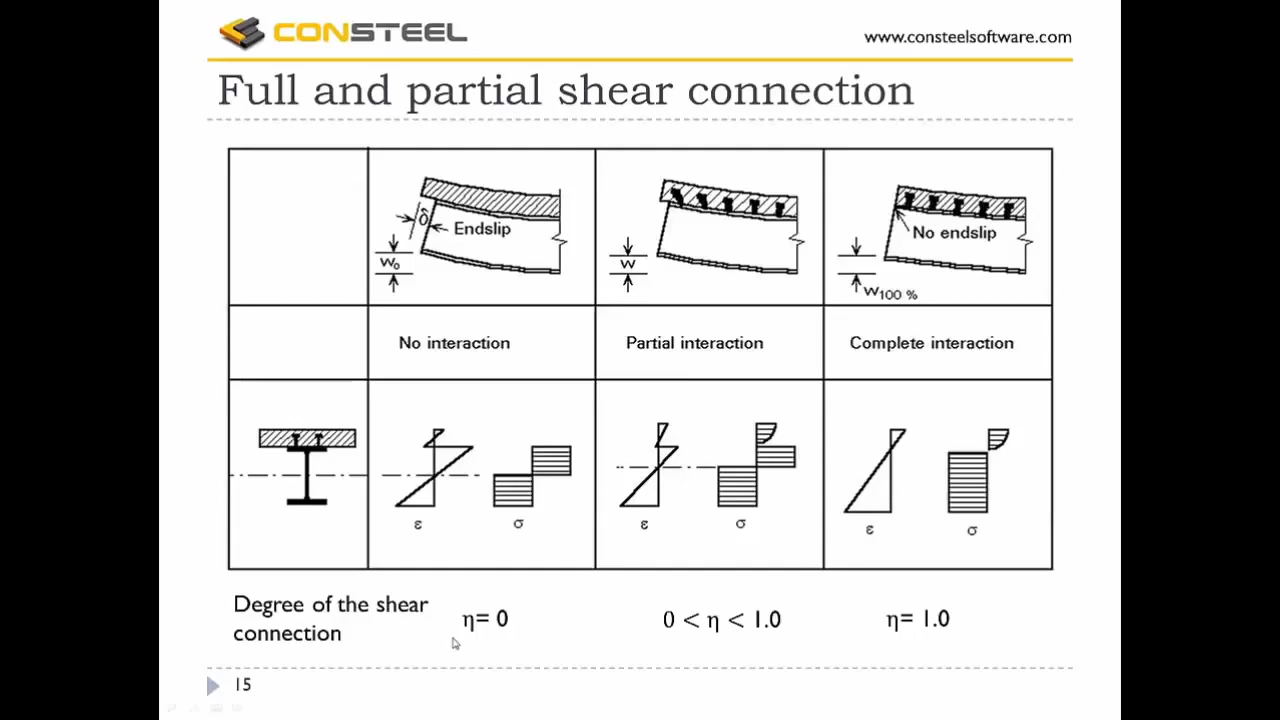 CONSTEEL
www.consteelsoftware.com
Full and partial shear connection
δ
Endslip
w₀
w
No endslip
w₁₀₀ %
No interaction
Partial interaction
Complete interaction
ε
σ
ε
σ
ε
σ
Degree of the shear
connection
η= 0
0 < η < 1.0
η= 1.0
15